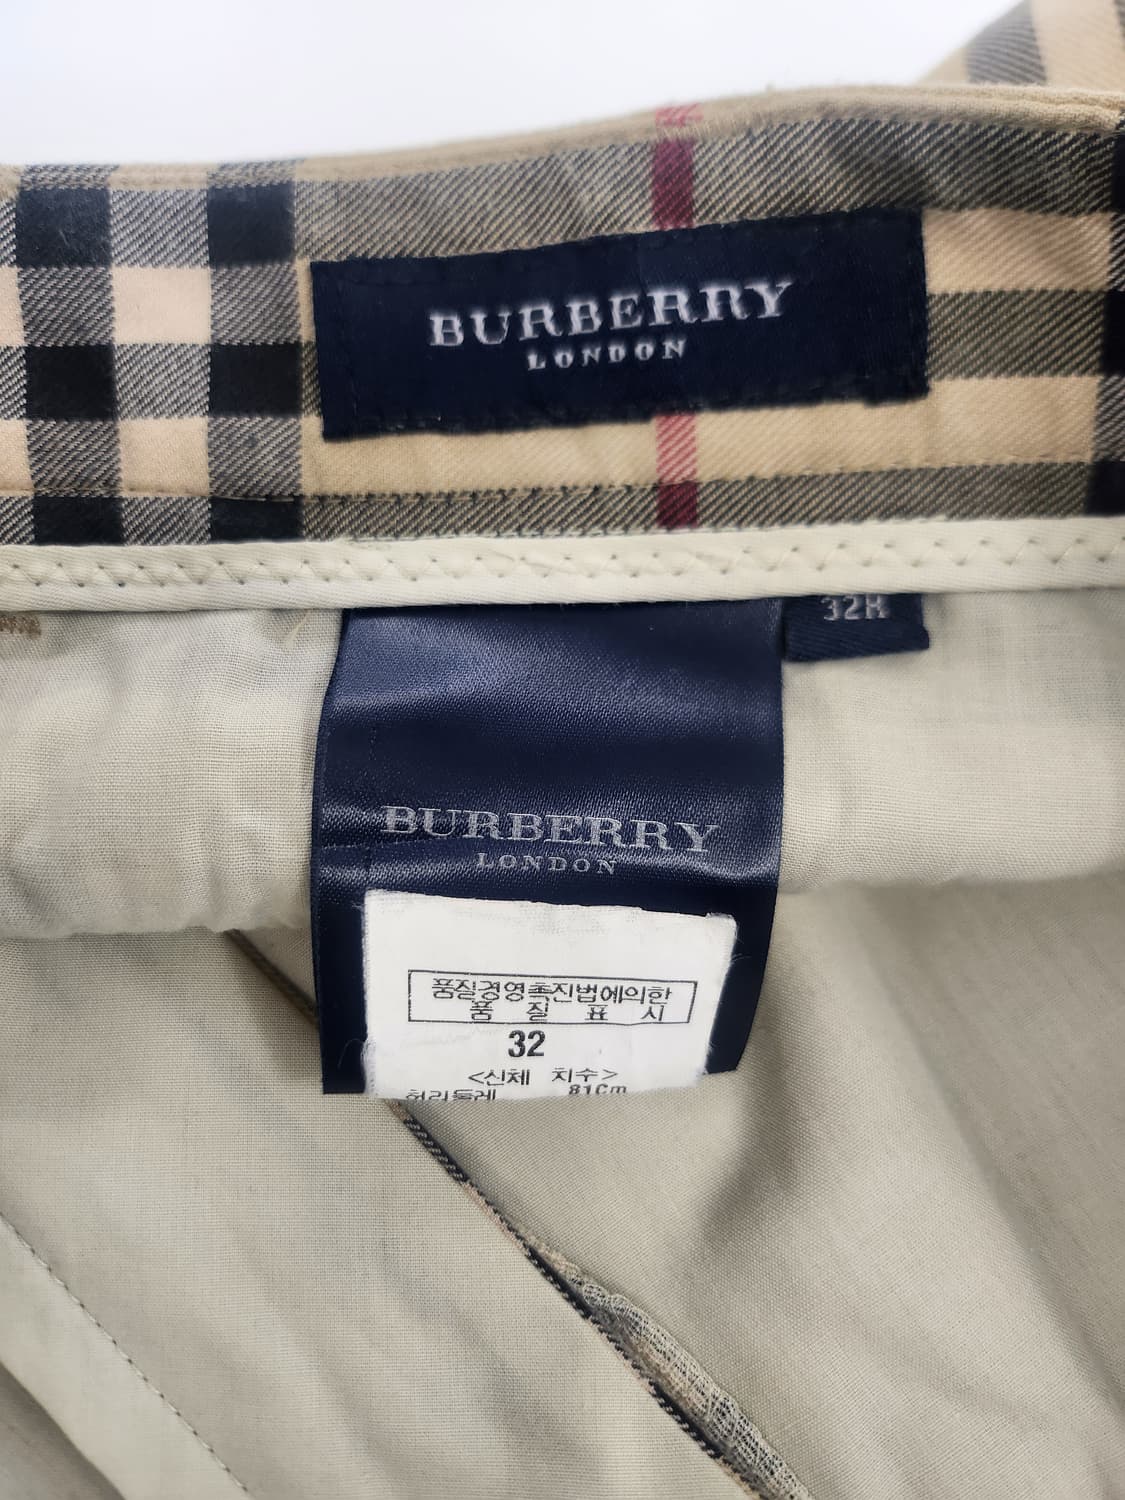 BURBERRY
LONDON
32R
BURBERRY
LONDON
품질경영촉진법에의한
품 질 표 시
32
<신체 치수>
허리둘레 81Cm